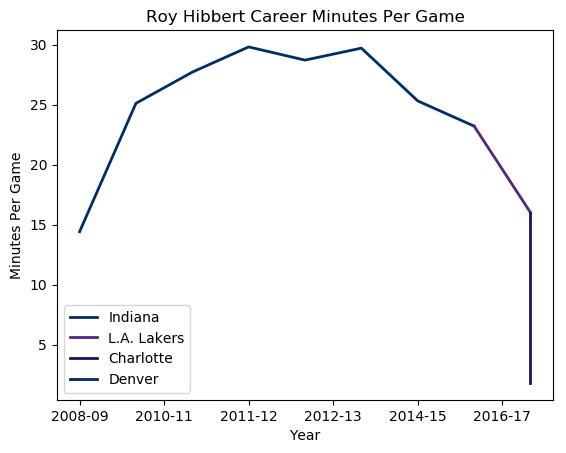 Roy Hibbert Career Minutes Per Game
30
25
20
15
10
5
Minutes Per Game
Indiana
L.A. Lakers
Charlotte
Denver
2008-09 2010-11 2011-12 2012-13 2014-15 2016-17
Year